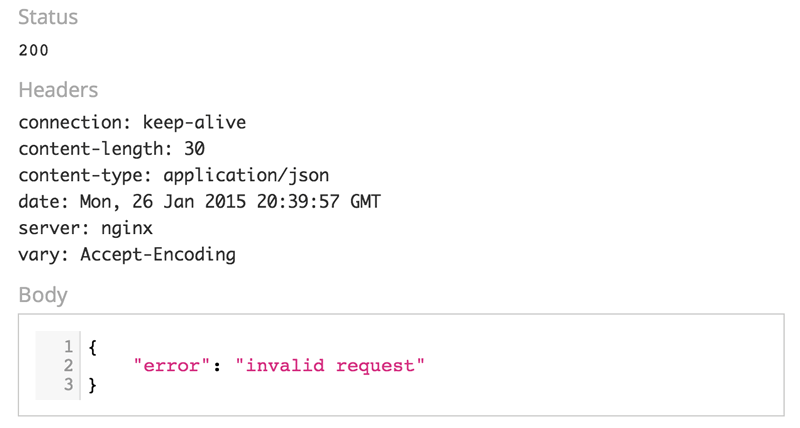 Status
200
Headers
connection: keep-alive
content-length: 30
content-type: application/json
date: Mon, 26 Jan 2015 20:39:57 GMT
server: nginx
vary: Accept-Encoding
Body
1 {
2 "error": "invalid request"
3 }